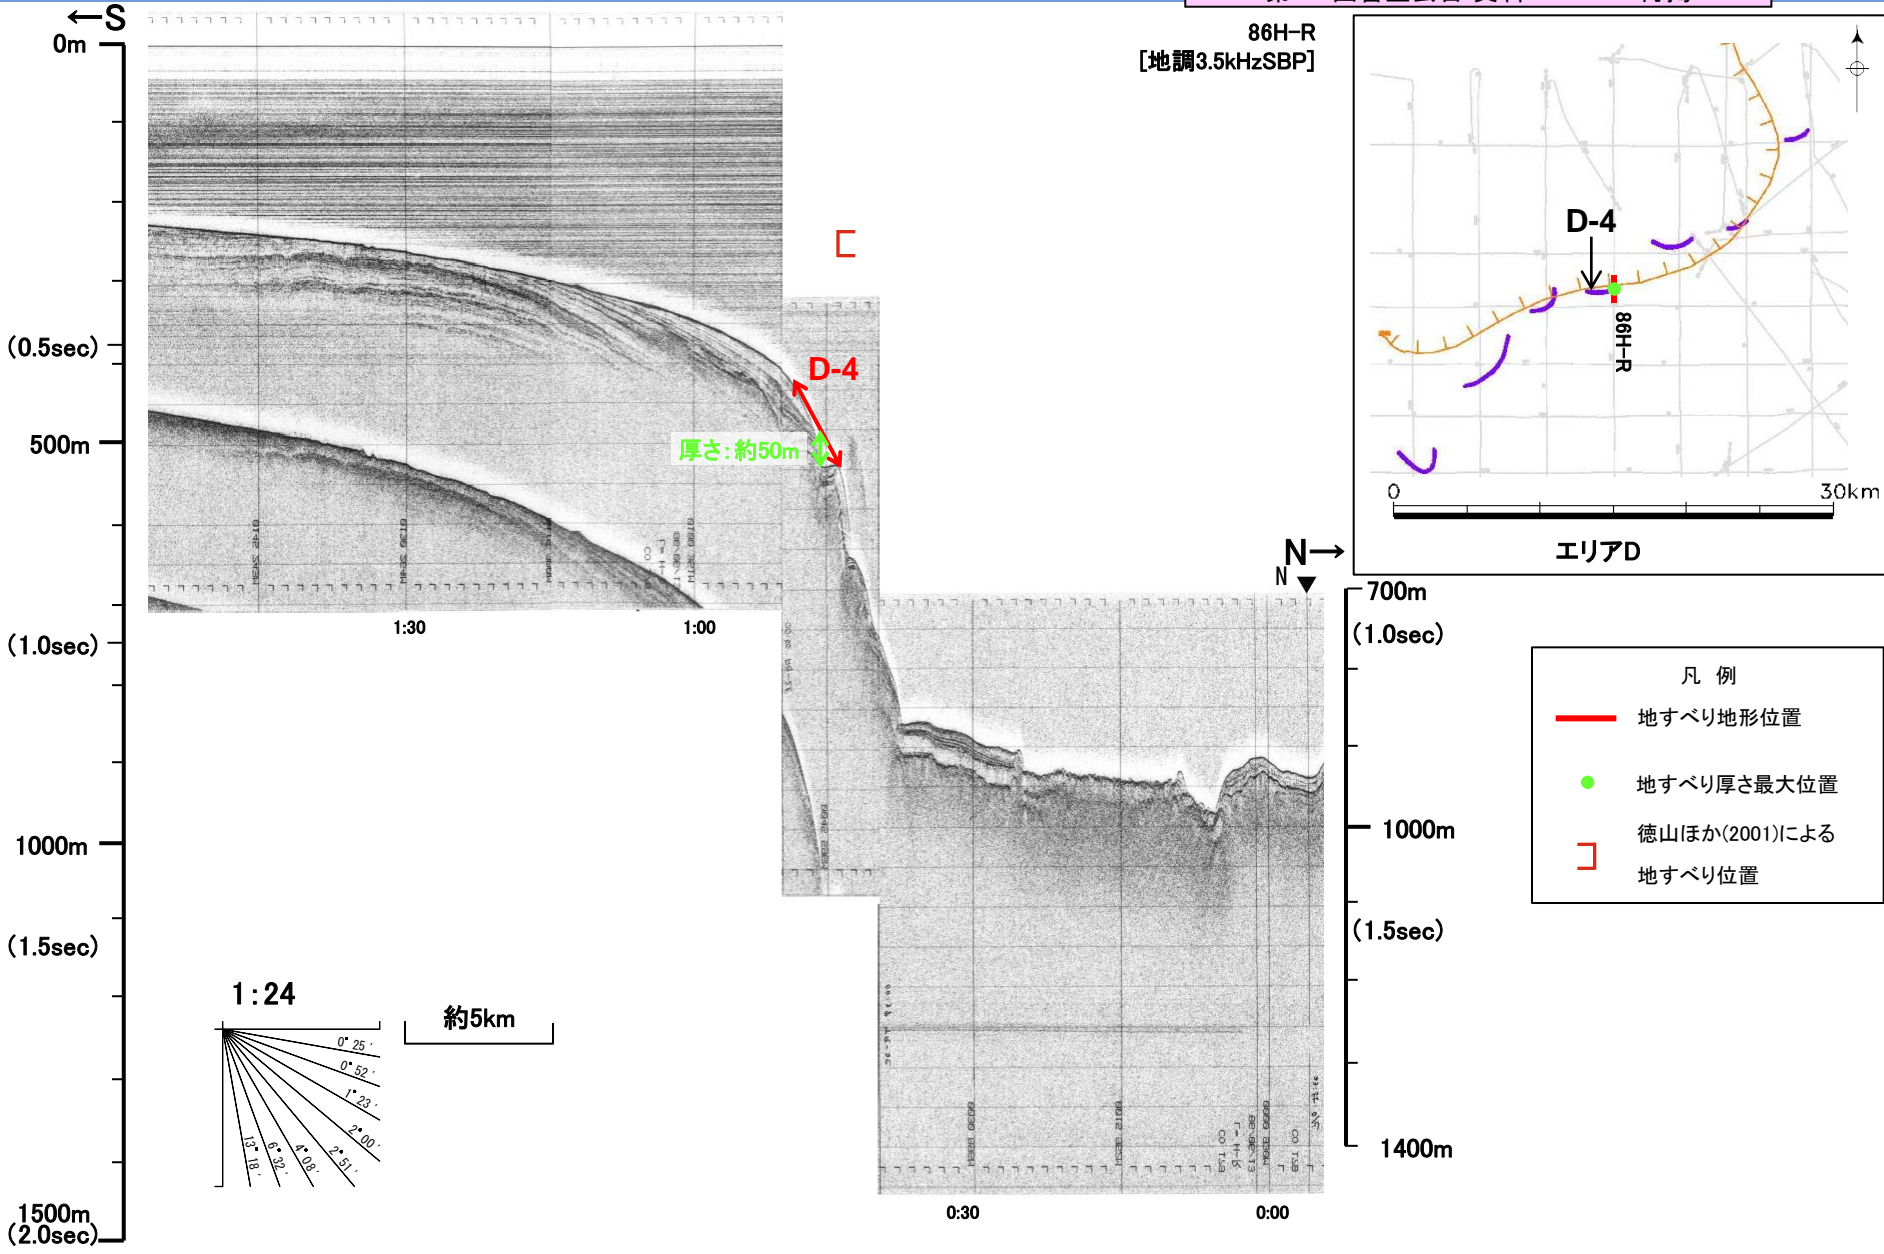 ←S
0m
(0.5sec)
500m
(1.0sec)
1000m
(1.5sec)
1500m
(2.0sec)
86H-R
[地調3.5kHzSBP]
D-4
厚さ：約50m
1:30
1:00
0:30
0:00
N→
N
700m
(1.0sec)
1000m
(1.5sec)
1400m
1：24
約5km
0°25′
0°52′
1°23′
2°00′
2°51′
4°08′
6°32′
13°18′
D-4
86H-R
0
30km
エリアD
凡 例
地すべり地形位置
地すべり厚さ最大位置
徳山ほか(2001)による
地すべり位置